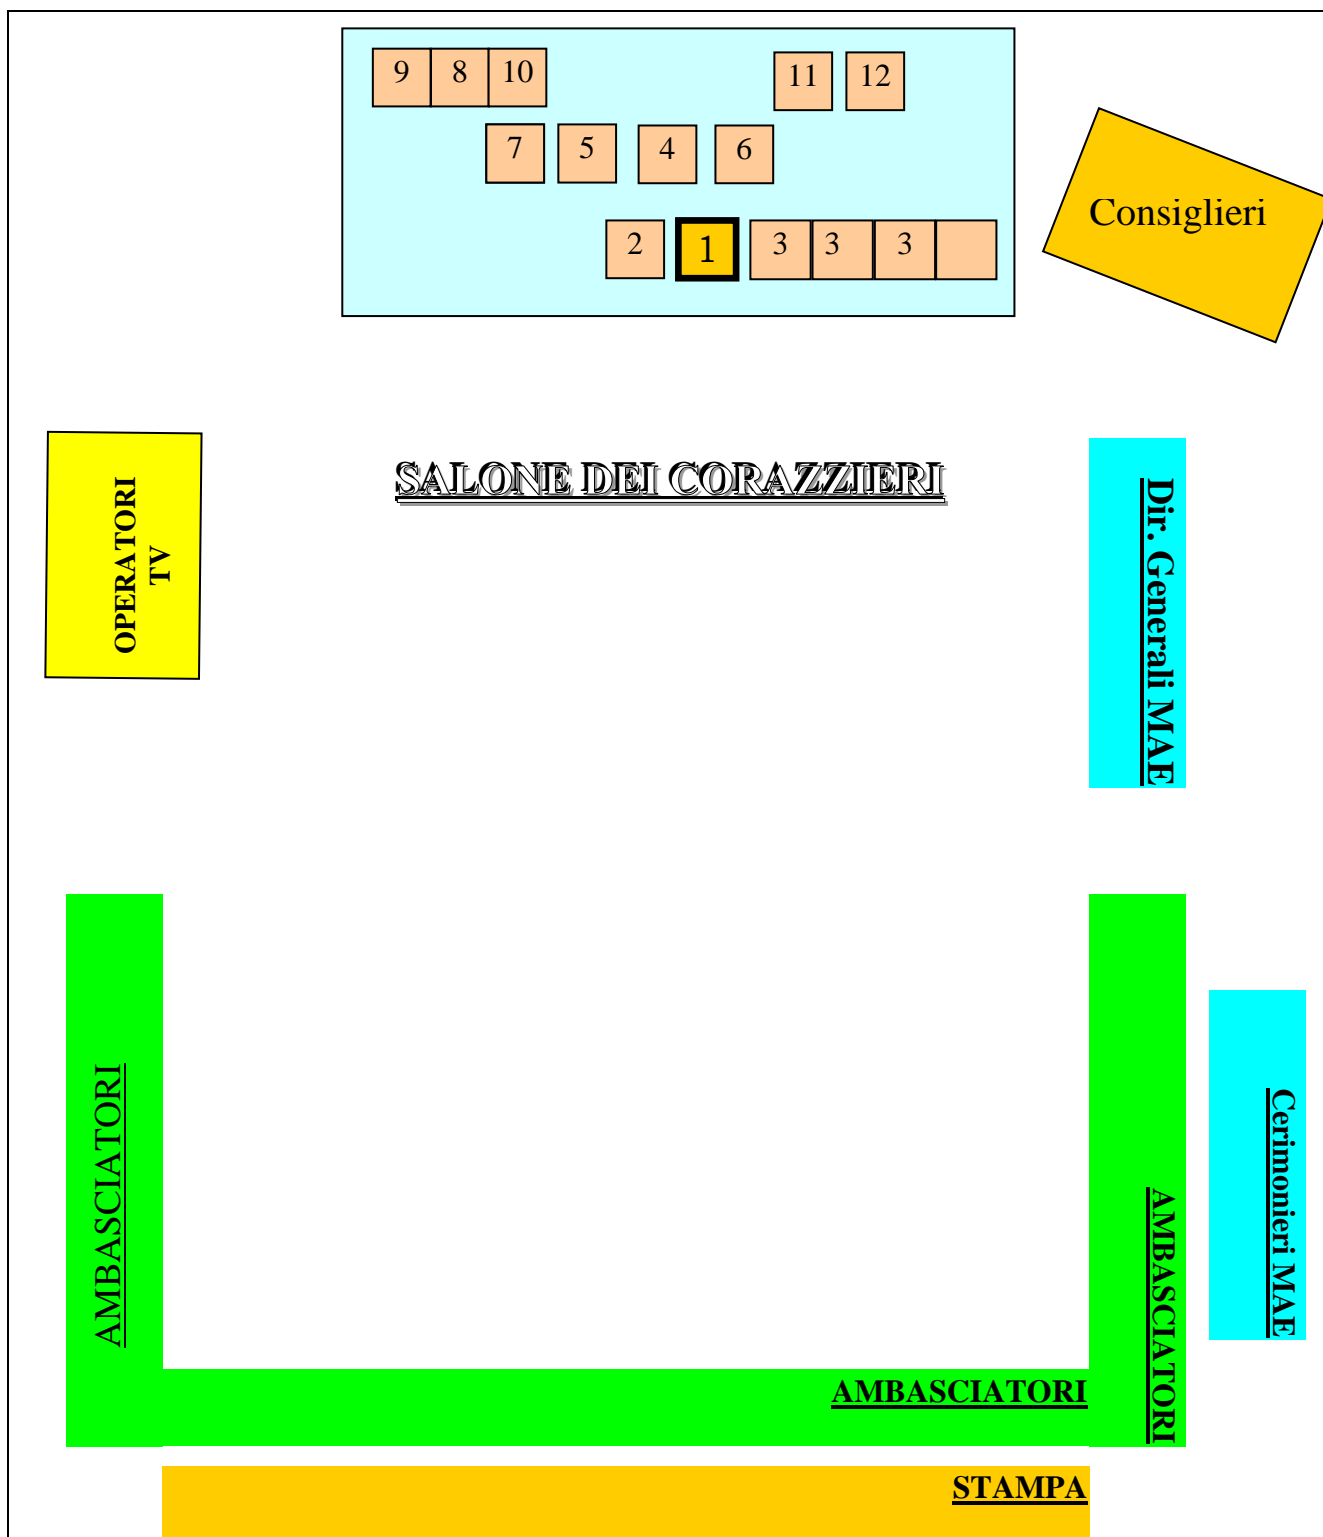 9 8 10 11 12
7 5 4 6
Consiglieri
2 1 3 3 3
SALONE DEI CORAZZIERI
OPERATORI
TV
Dir. Generali MAE
AMBASCIATORI
AMBASCIATORI
Cerimonieri MAE
AMBASCIATORI
STAMPA